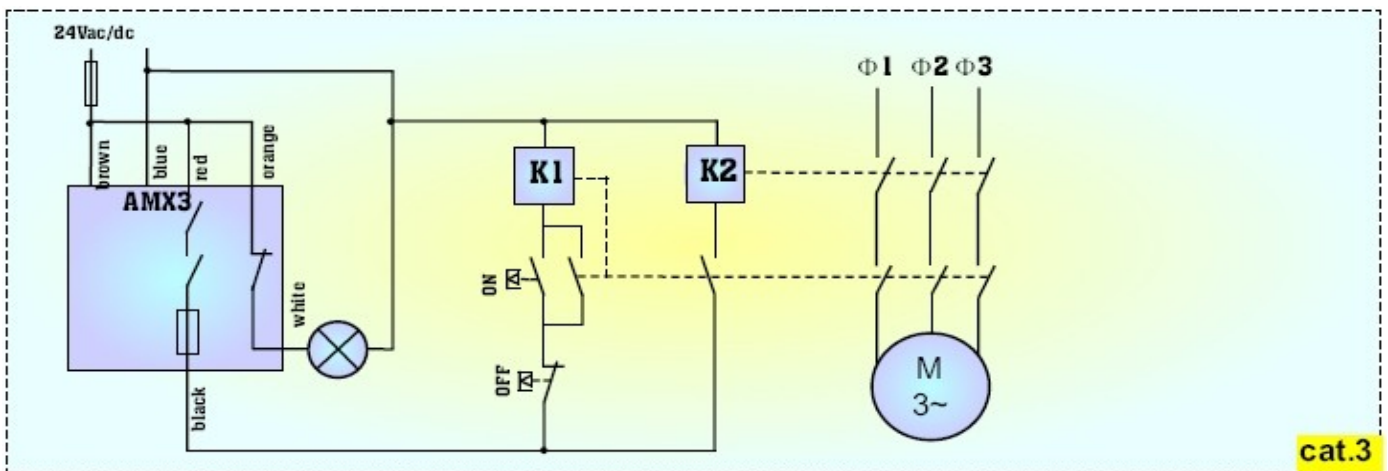 24Vac/dc
Φ1 Φ2 Φ3
brown
blue
red
orange
AMX3
K1
K2
ON
white
OFF
M
3~
black
cat.3